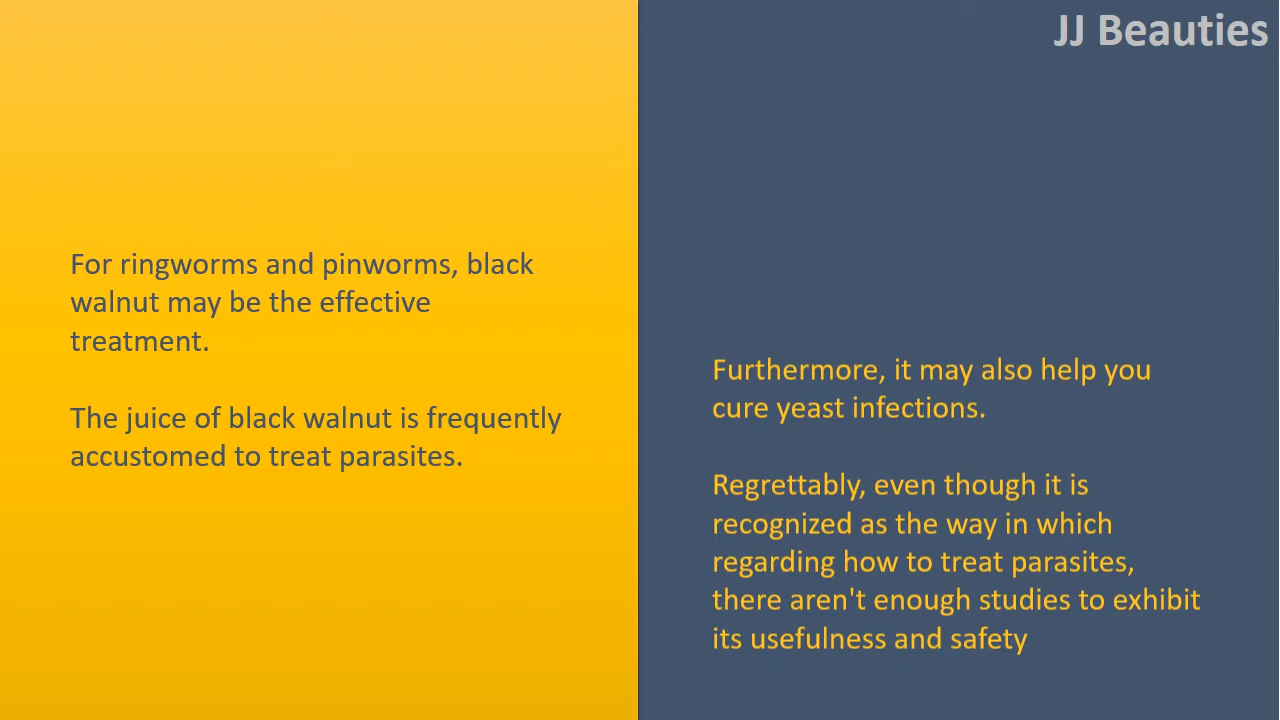 JJ Beauties
For ringworms and pinworms, black
walnut may be the effective
treatment.
The juice of black walnut is frequently
accustomed to treat parasites.
Furthermore, it may also help you
cure yeast infections.
Regrettably, even though it is
recognized as the way in which
regarding how to treat parasites,
there aren't enough studies to exhibit
its usefulness and safety